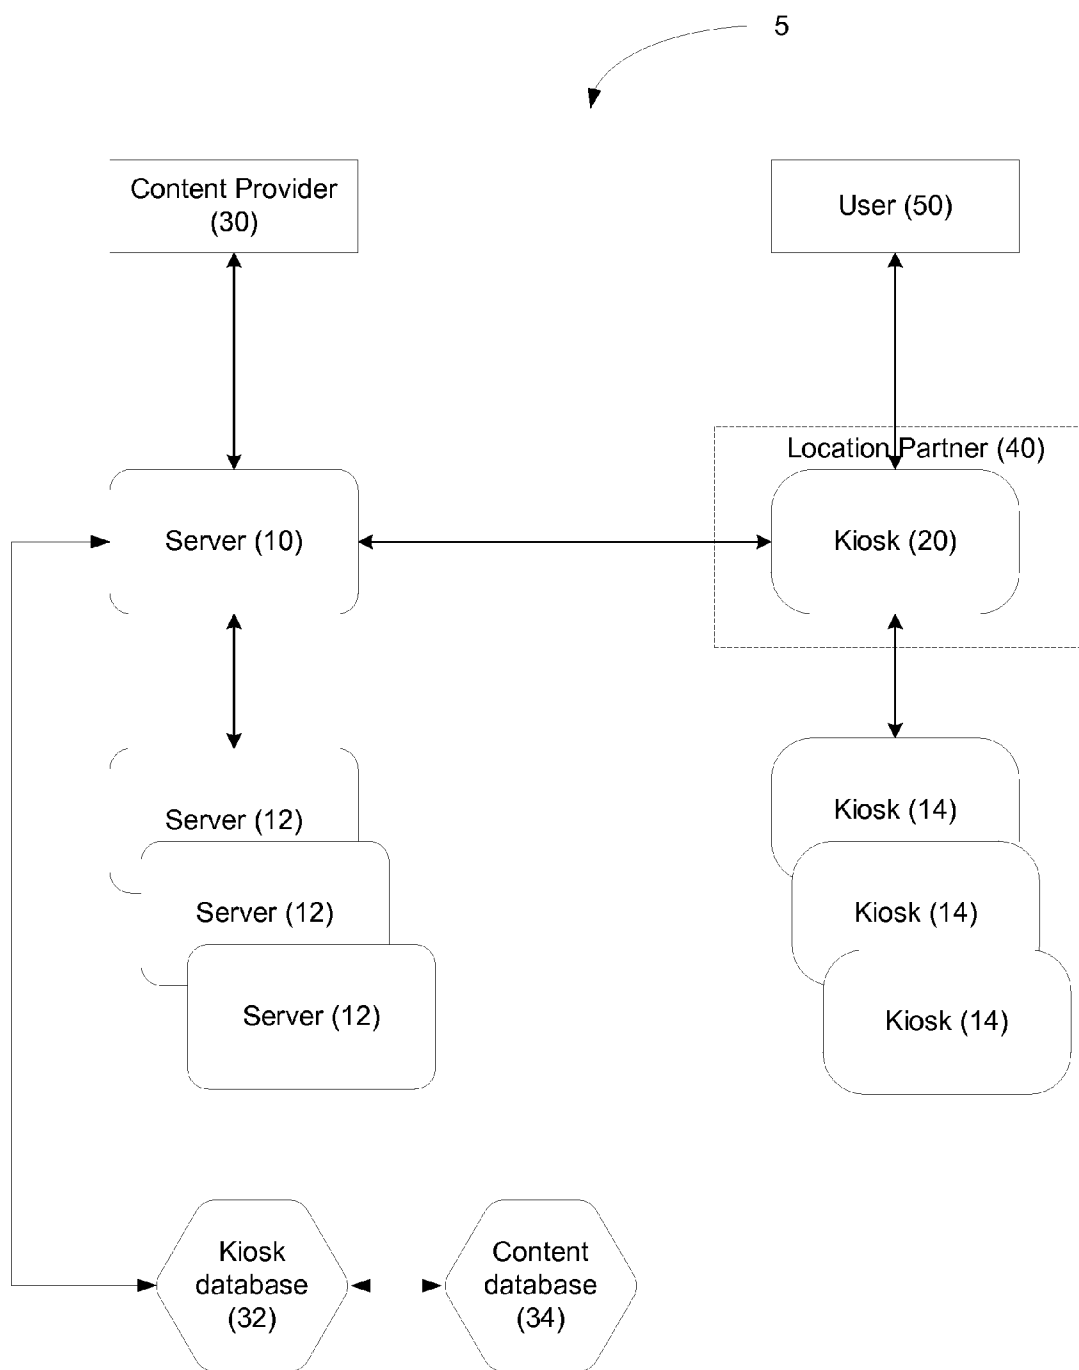 5
Content Provider
(30)
User (50)
Location Partner (40)
Server (10)
Kiosk (20)
Server (12)
Kiosk (14)
Server (12)
Kiosk (14)
Server (12)
Kiosk (14)
Kiosk
database
(32)
Content
database
(34)